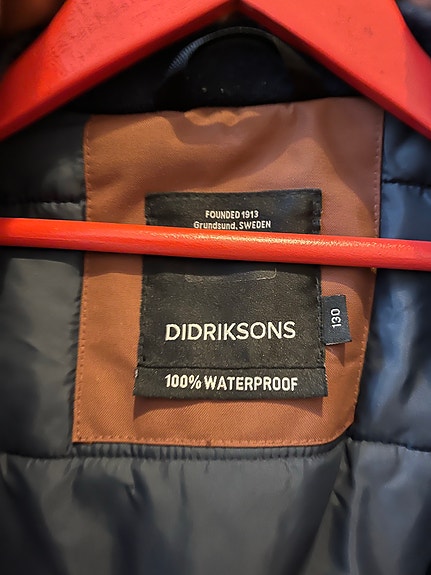 FOUNDED 1913
Grundsund, SWEDEN
DIDRIKSONS
130
100% WATERPROOF